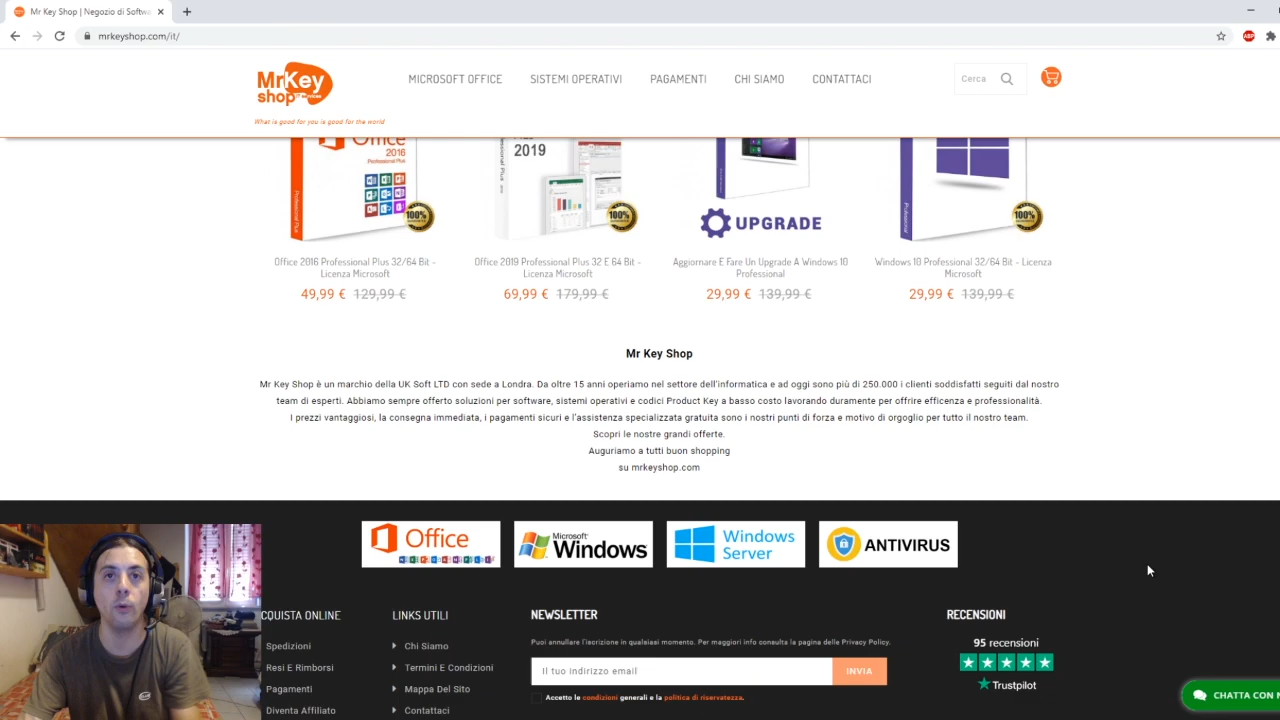 Mr Key Shop | Negozio di Softwa
mrkeyshop.com/it/
ABP
MrKey
shop
What is good for you is good for the world
MICROSOFT OFFICE
SISTEMI OPERATIVI
PAGAMENTI
CHI SIAMO
CONTATTACI
Cerca
Office
2016
Professional Plus
100%
2019
100%
UPGRADE
100%
Office 2016 Professional Plus 32/64 Bit -
Licenza Microsoft
49,99 € 129,99 €
Office 2019 Professional Plus 32 E 64 Bit -
Licenza Microsoft
69,99 € 179,99 €
Aggiornare E Fare Un Upgrade A Windows 10
Professional
29,99 € 139,99 €
Windows 10 Professional 32/64 Bit - Licenza
Microsoft
29,99 € 139,99 €
Mr Key Shop
Mr Key Shop è un marchio della UK Soft LTD con sede a Londra. Da oltre 15 anni operiamo nel settore dell'informatica e ad oggi sono più di 250.000 i clienti soddisfatti seguiti dal nostro
team di esperti. Abbiamo sempre offerto soluzioni per software, sistemi operativi e codici Product Key a basso costo lavorando duramente per offrire efficenza e professionalità.
I prezzi vantaggiosi, la consegna immediata, i pagamenti sicuri e l'assistenza specializzata gratuita sono i nostri punti di forza e motivo di orgoglio per tutto il nostro team.
Scopri le nostre grandi offerte.
Auguriamo a tutti buon shopping
su mrkeyshop.com
Office
Microsoft
Windows
Windows
Server
ANTIVIRUS
CQUISTA ONLINE
Spedizioni
Resi E Rimborsi
Pagamenti
Diventa Affiliato
LINKS UTILI
Chi Siamo
Termini E Condizioni
Mappa Del Sito
Contattaci
NEWSLETTER
Puoi annullare l'iscrizione in qualsiasi momento. Per maggiori info consulta la pagina delle Privacy Policy.
Il tuo indirizzo email
INVIA
Accetto le condizioni generali e la politica di riservatezza.
RECENSIONI
95 recensioni
Trustpilot
CHATTA CON N